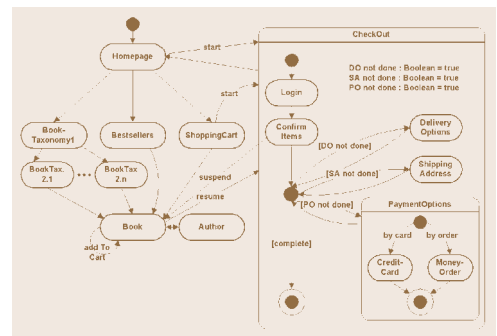 CheckOut
Homepage
start
DO not done : Boolean = true
SA not done : Boolean = true
PO not done : Boolean = true
Login
start
Book-
Taxonomy1
Bestsellers
ShoppingCart
Confirm
Items
Delivery
Options
[DO not done]
BookTax.
2.1
BookTax
2.n
suspend
[SA not done]
Shipping
Address
resume
[PO not done]
PaymentOptions
Book
Author
add To
Cart
by card
by order
[complete]
Credit-
Card
Money-
Order